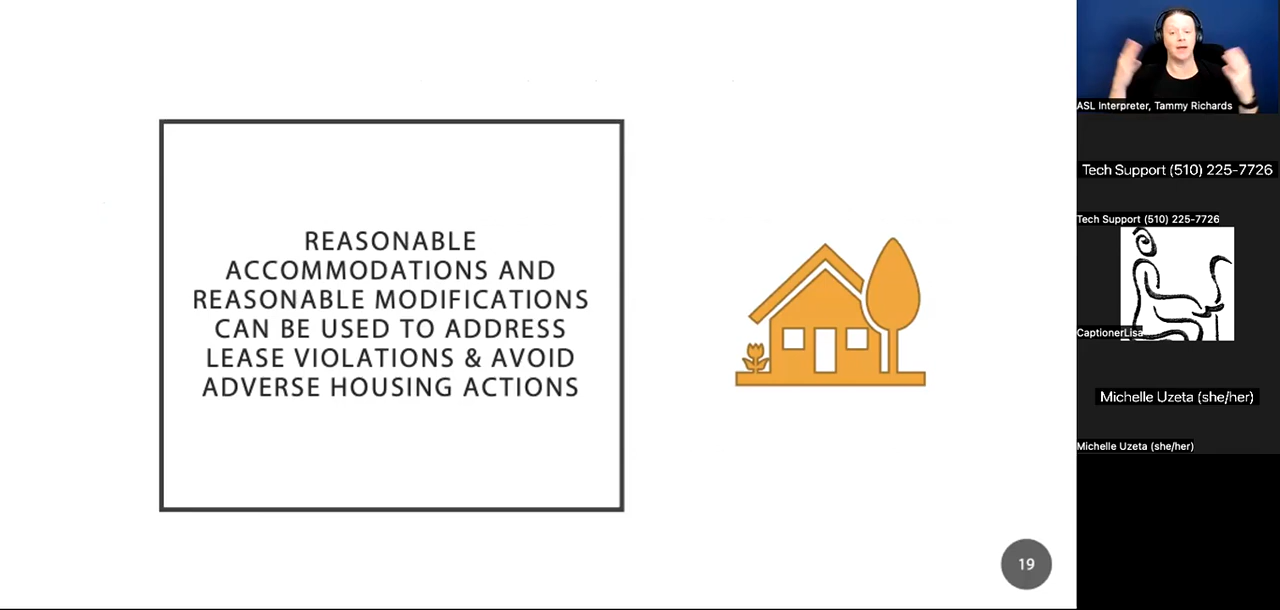 REASONABLE
ACCOMMODATIONS AND
REASONABLE MODIFICATIONS
CAN BE USED TO ADDRESS
LEASE VIOLATIONS & AVOID
ADVERSE HOUSING ACTIONS
19
ASL Interpreter, Tammy Richards
Tech Support (510) 225-7726
Tech Support (510) 225-7726
CaptionerLisa
Michelle Uzeta (she/her)
Michelle Uzeta (she/her)